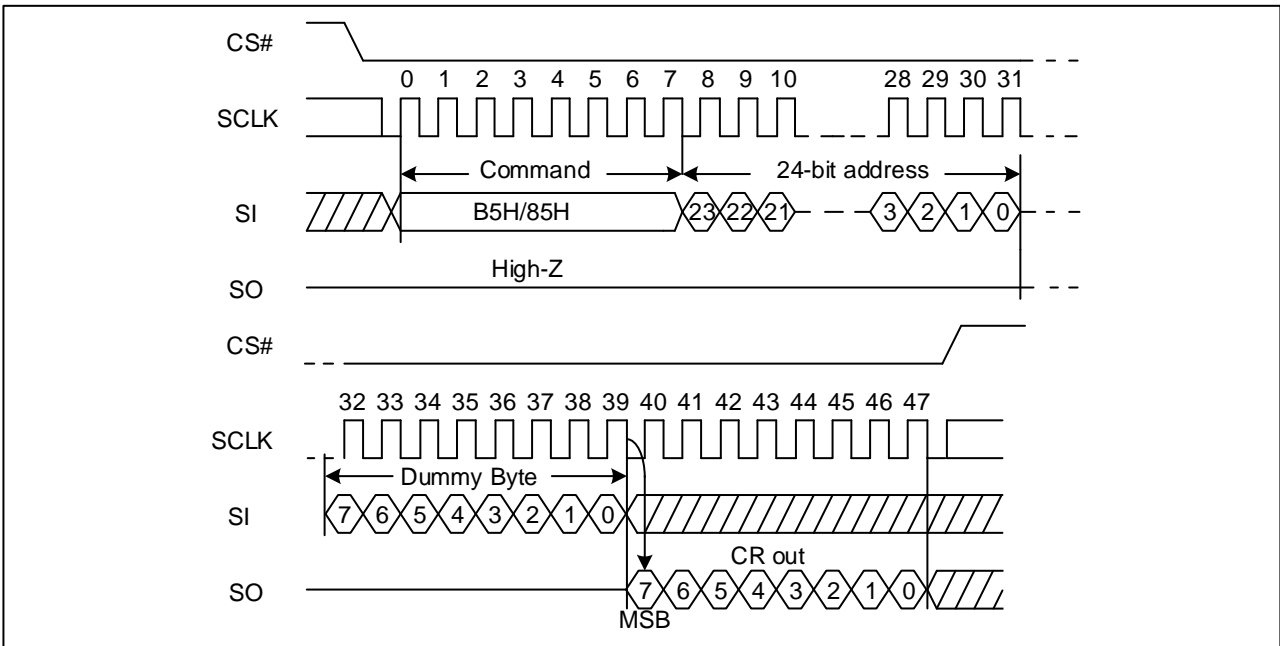 CS#
0 1 2 3 4 5 6 7 8 9 10 28 29 30 31
SCLK
Command 24-bit address
SI B5H/85H 23 22 21 3 2 1 0
High-Z
SO
CS#
32 33 34 35 36 37 38 39 40 41 42 43 44 45 46 47
SCLK
Dummy Byte
SI 7 6 5 4 3 2 1 0
CR out
SO 7 6 5 4 3 2 1 0
MSB